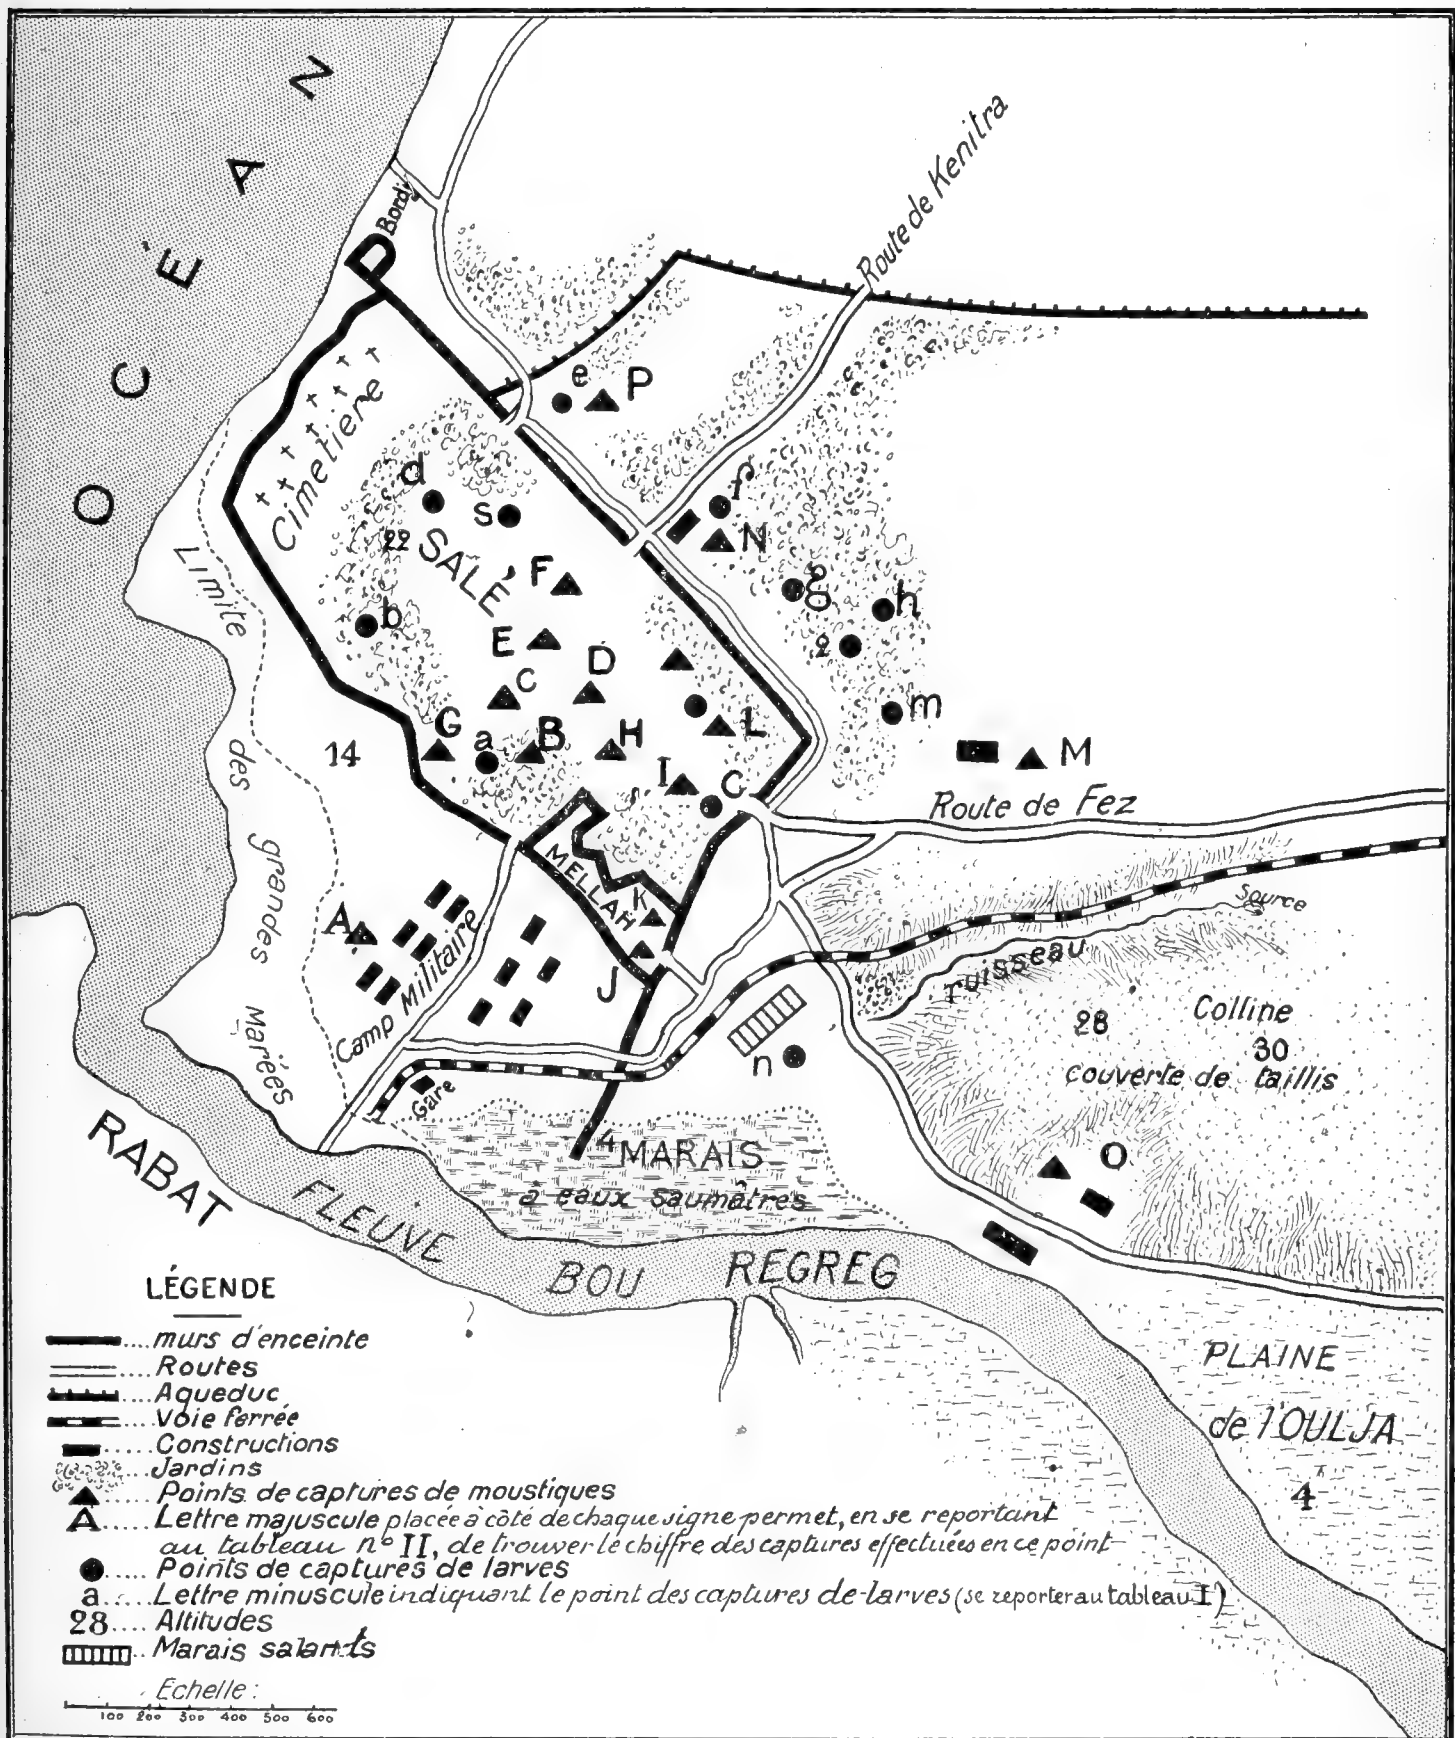 OCÉAN
Bordj
Route de Kenitra
e P
Cimetière
d
s
f
N
22
SALÉ
F
g
h
b
E
D
C
m
G
a
B
H
L
14
I
C
M
Route de Fez
Limite des grandes Marées
MELLAH
K
J
A
Camp Militaire
Source
ruisseau
28
Colline
30
couverte de taillis
n
Gare
4
MARAIS
à eaux saumâtres
O
RABAT
FLEUVE BOU REGREG
PLAINE
de l'OULJA
4
LÉGENDE
....murs d'enceinte
....Routes
....Aqueduc
....Voie ferrée
.....Constructions
....Jardins
...... Points de captures de moustiques
A..... Lettre majuscule placée à côté de chaque signe permet, en se reportant
au tableau n° II, de trouver le chiffre des captures effectuées en ce point
..... Points de captures de larves
a..... Lettre minuscule indiquant le point des captures de larves (se reporter au tableau I)
28.... Altitudes
.. Marais salants
Echelle :
100 200 300 400 500 600